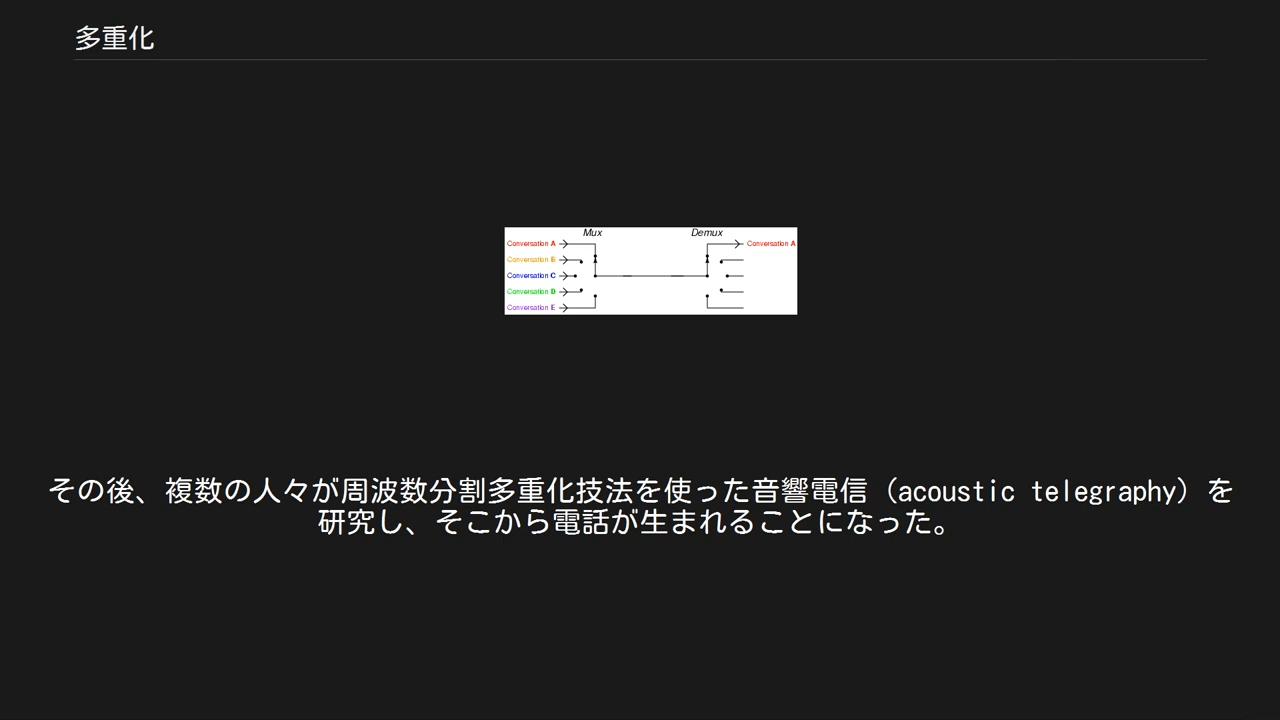 多重化
Mux Demux
Conversation A Conversation A
Conversation B
Conversation C
Conversation D
Conversation E
その後、複数の人々が周波数分割多重化技法を使った音響電信（acoustic telegraphy）を
研究し、そこから電話が生まれることになった。